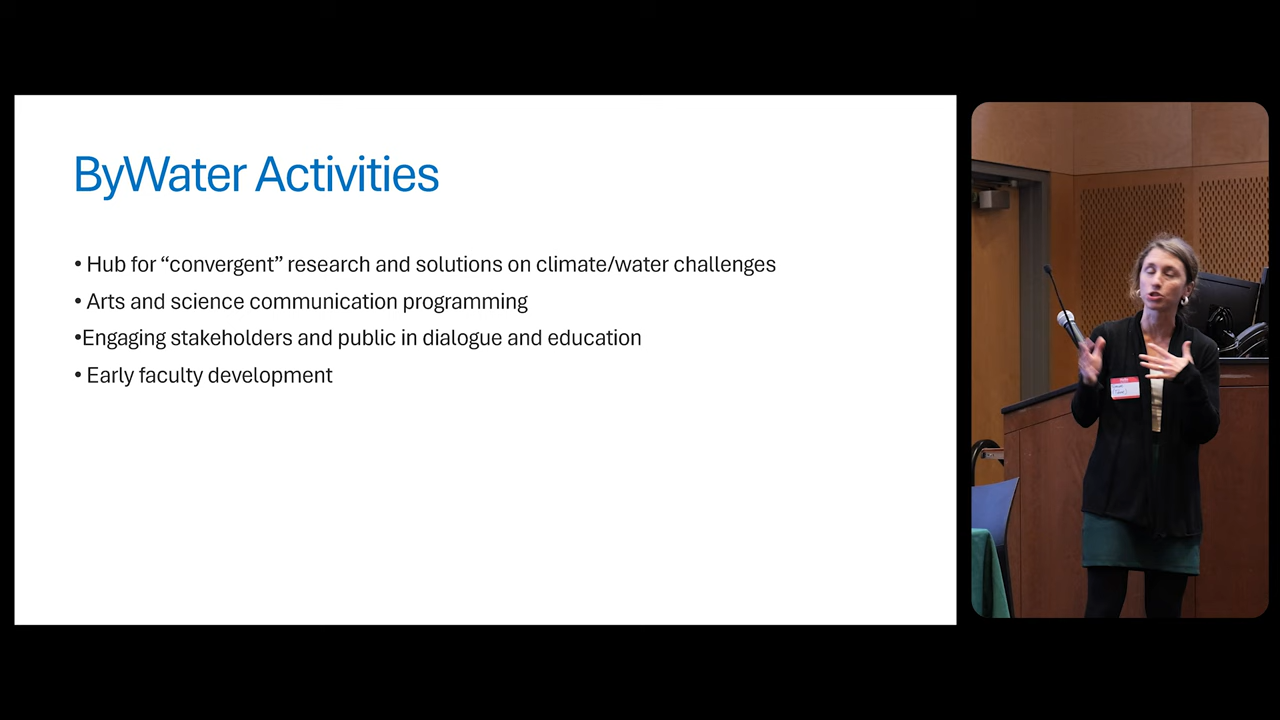 ByWater Activities
• Hub for “convergent” research and solutions on climate/water challenges
• Arts and science communication programming
•Engaging stakeholders and public in dialogue and education
• Early faculty development